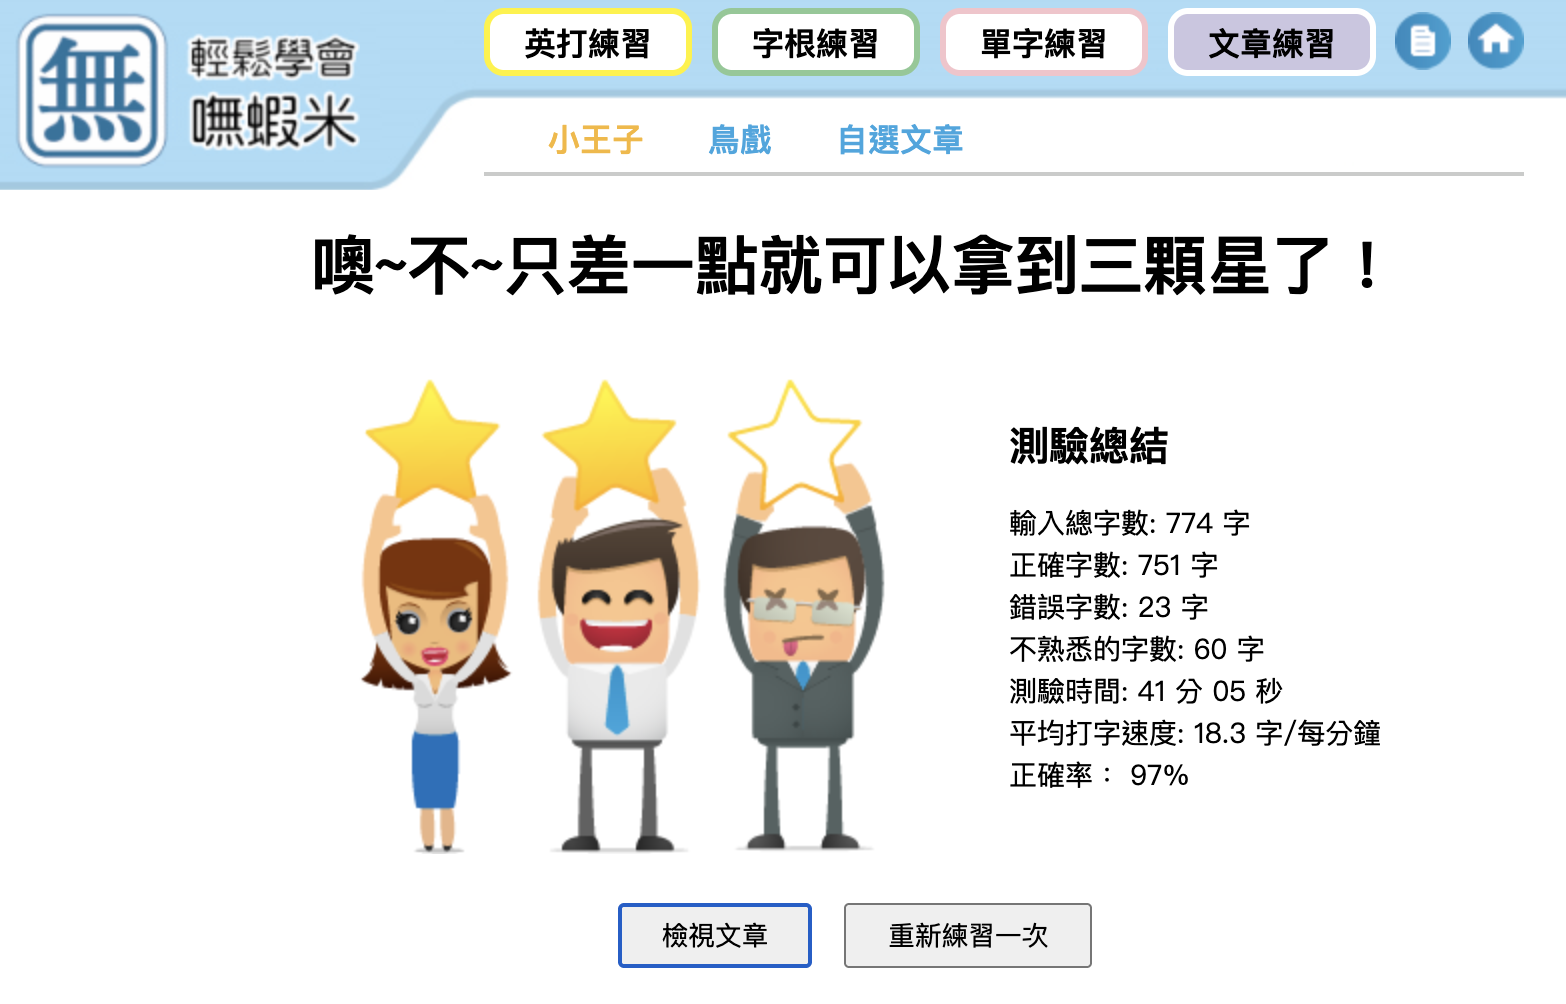 無
輕鬆學會
嘸蝦米
英打練習
字根練習
單字練習
文章練習
小王子
鳥戲
自選文章
噢~不~只差一點就可以拿到三顆星了！
測驗總結
輸入總字數: 774 字
正確字數: 751 字
錯誤字數: 23 字
不熟悉的字數: 60 字
測驗時間: 41 分 05 秒
平均打字速度: 18.3 字/每分鐘
正確率： 97%
檢視文章
重新練習一次